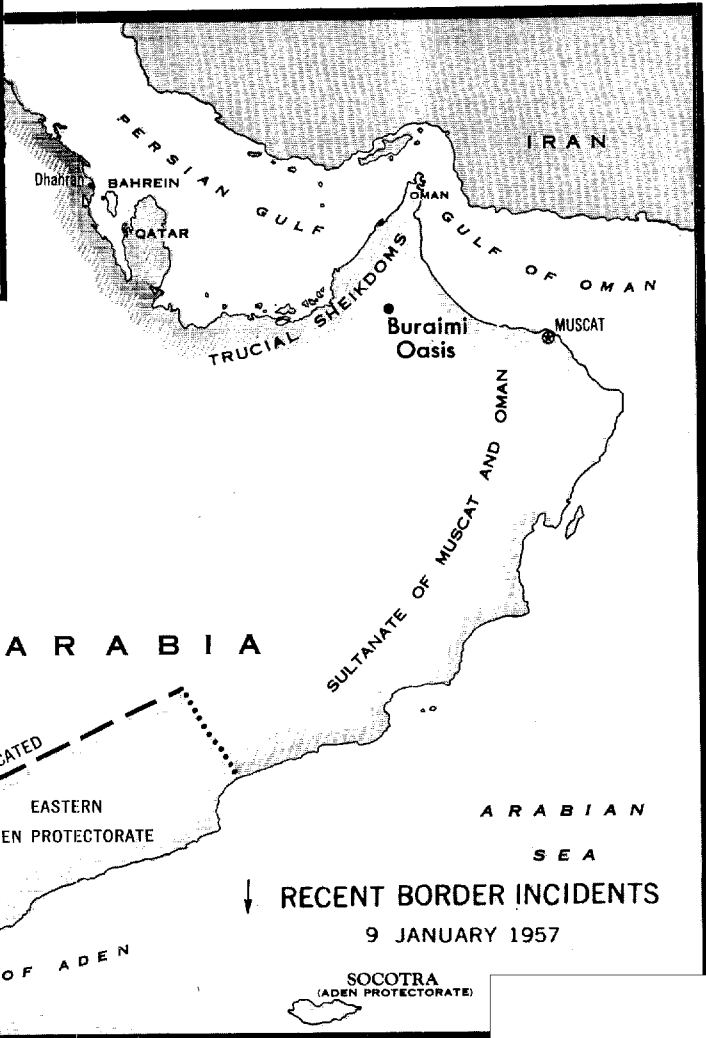 IRAN
PERSIAN GULF
Dhahran
BAHREIN
QATAR
OMAN
GULF OF OMAN
TRUCIAL SHEIKDOMS
Buraimi
Oasis
MUSCAT
SULTANATE OF MUSCAT AND OMAN
ARABIA
CATED
EASTERN
EN PROTECTORATE
ARABIAN
SEA
RECENT BORDER INCIDENTS
9 JANUARY 1957
OF ADEN
SOCOTRA
(ADEN PROTECTORATE)